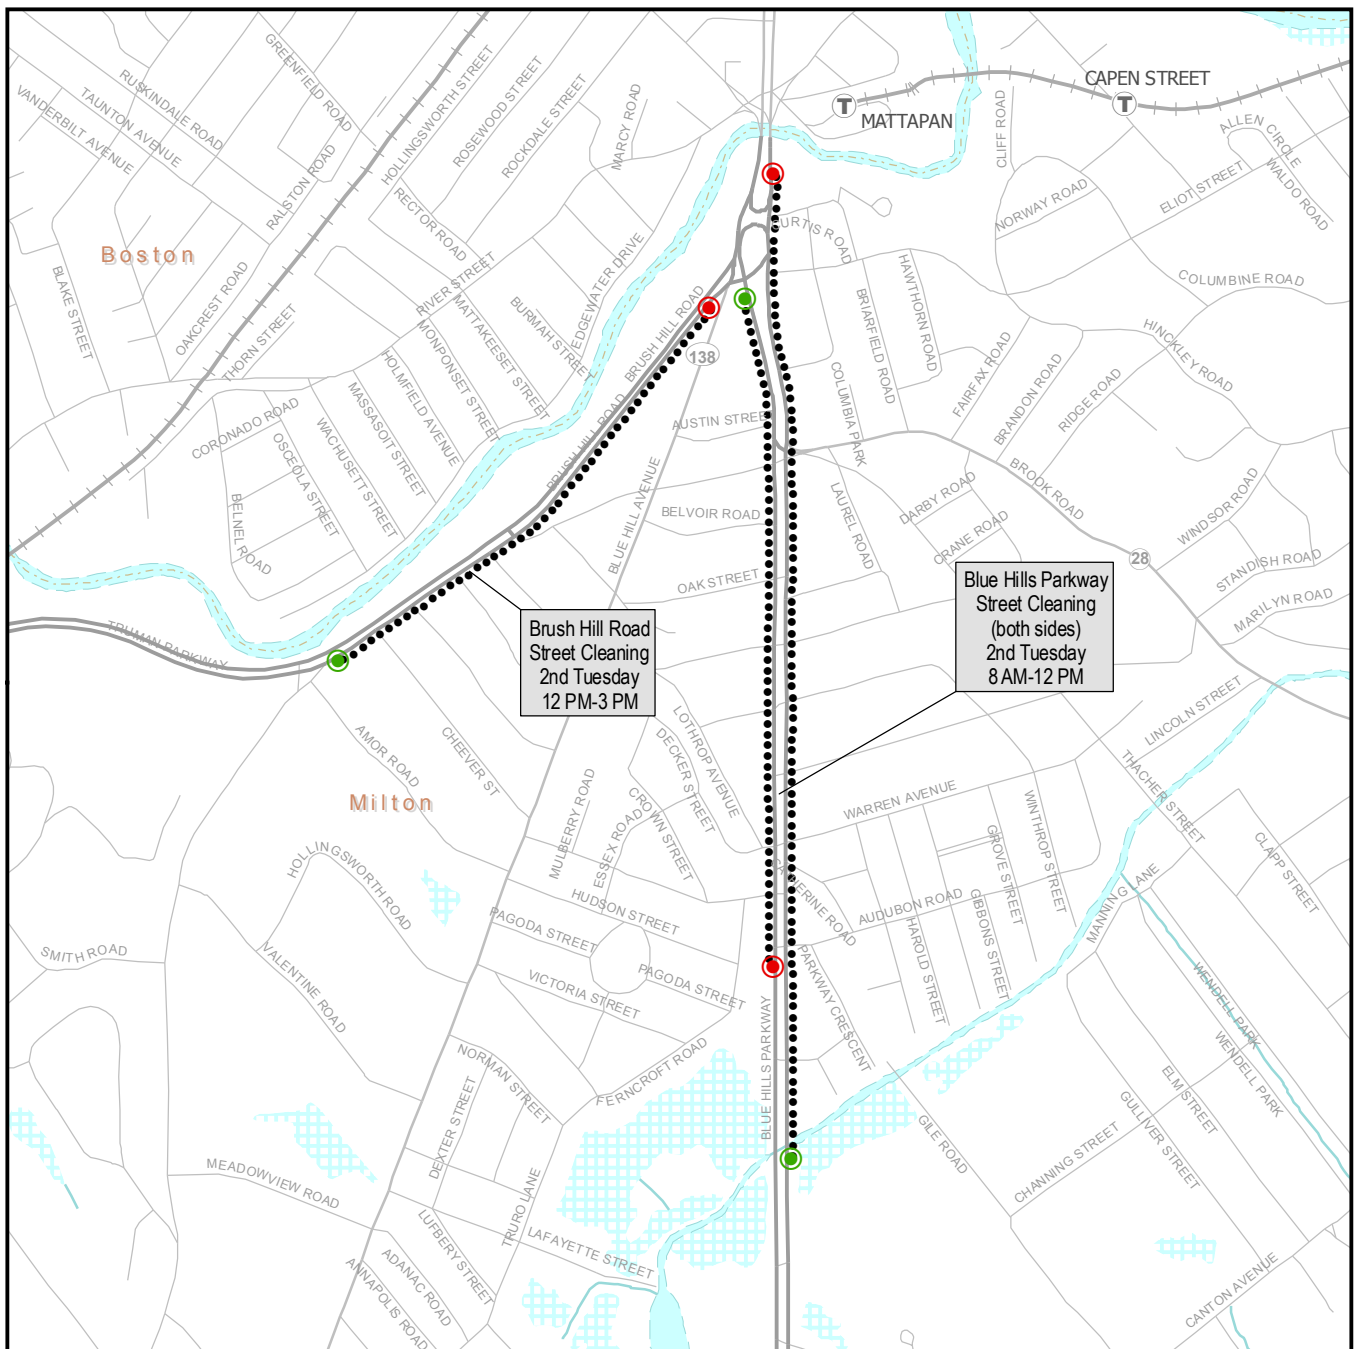 GREENFIELD ROAD
RUSKINDALE ROAD
TAUNTON AVENUE
VANDERBILT AVENUE
HOLLINGSWORTH STREET
ROSEWOOD STREET
ROCKDALE STREET
MARCY ROAD
T
MATTAPAN
CAPEN STREET
T
CLIFF ROAD
ALLEN CIRCLE
WALDO ROAD
ELIOT STREET
NORWAY ROAD
RALSTON ROAD
RECTOR ROAD
Boston
BLAKE STREET
OAKCREST ROAD
THORN STREET
RIVER STREET
MATTAKEESET STREET
MONPONSET STREET
BURMAH STREET
EDGEWATER DRIVE
BRUSH HILL ROAD
CURTIS ROAD
HAWTHORN ROAD
BRIARFIELD ROAD
COLUMBINE ROAD
HINCKLEY ROAD
138
HOLMFIELD AVENUE
MASSASOIT STREET
WACHUSETT STREET
CORONADO ROAD
OSCEOLA STREET
BELNEL ROAD
BRUSH HILL ROAD
AUSTIN STREET
COLUMBIA PARK
FAIRFAX ROAD
BRANDON ROAD
RIDGE ROAD
BROOK ROAD
BLUE HILL AVENUE
BELVOIR ROAD
LAUREL ROAD
DARBY ROAD
CRANE ROAD
WINDSOR ROAD
28
STANDISH ROAD
MARILYN ROAD
OAK STREET
TRUMAN PARKWAY
Brush Hill Road
Street Cleaning
2nd Tuesday
12 PM-3 PM
Blue Hills Parkway
Street Cleaning
(both sides)
2nd Tuesday
8 AM-12 PM
LINCOLN STREET
THACHER STREET
AMOR ROAD
CHEEVER ST
LOTHROP AVENUE
DECKER STREET
Milton
MULBERRY ROAD
ESSEX ROAD
CROWN STREET
WARREN AVENUE
WINTHROP STREET
GROVE STREET
CLAPP STREET
HOLLINGSWORTH ROAD
HUDSON STREET
CATHERINE ROAD
AUDUBON ROAD
GIBBONS STREET
HAROLD STREET
MANNING LANE
SMITH ROAD
VALENTINE ROAD
PAGODA STREET
PAGODA STREET
VICTORIA STREET
PARKWAY CRESCENT
WENDELL PARK
WENDELL PARK
BLUE HILLS PARKWAY
NORMAN STREET
FERNCROFT ROAD
DEXTER STREET
GILE ROAD
ELM STREET
GULLIVER STREET
CHANNING STREET
MEADOWVIEW ROAD
TRURO LANE
LUFBERY STREET
LAFAYETTE STREET
ADANAC ROAD
ANNAPOLIS ROAD
CANTON AVENUE